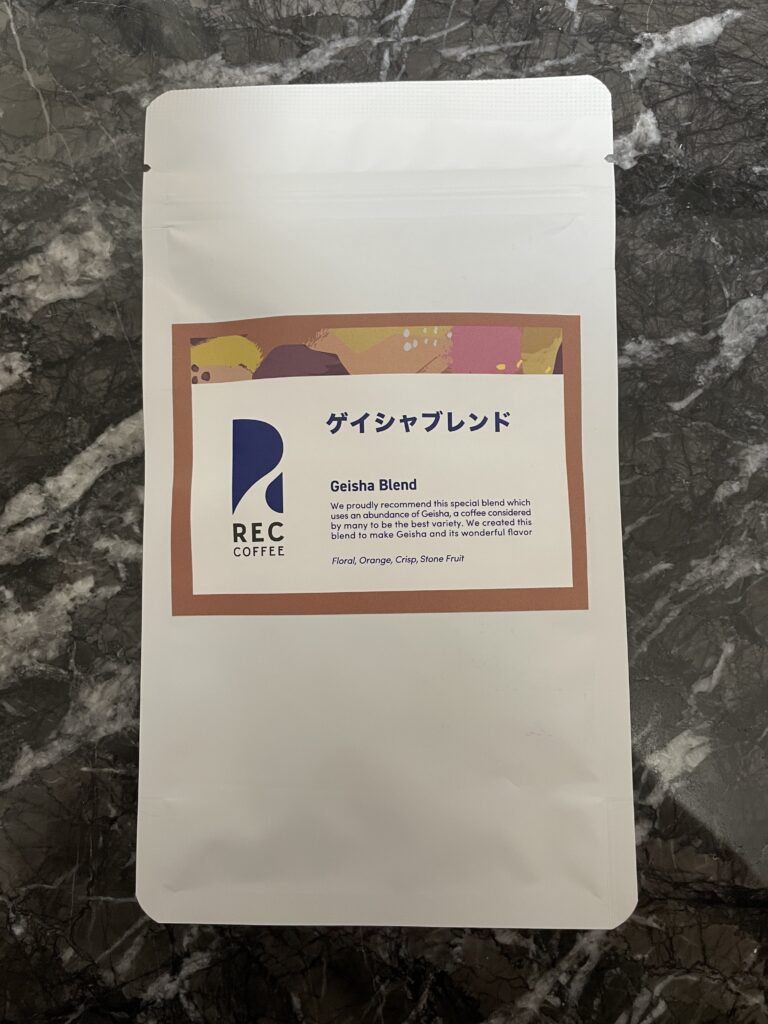 ゲイシャブレンド
Geisha Blend
We proudly recommend this special blend which
uses an abundance of Geisha, a coffee considered
by many to be the best variety. We created this
blend to make Geisha and its wonderful flavor
Floral, Orange, Crisp, Stone Fruit
REC
COFFEE